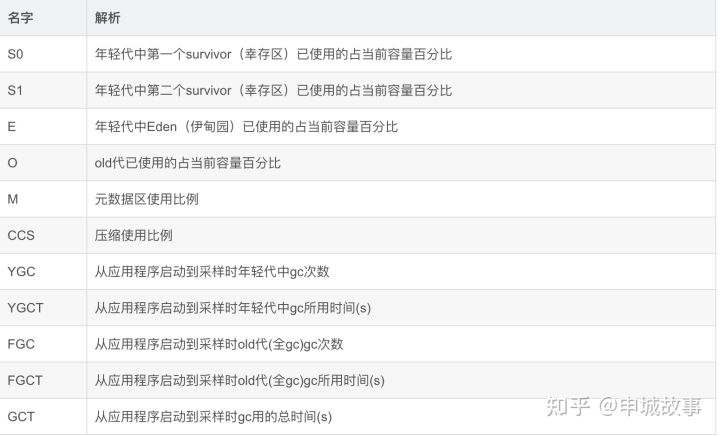 名字 解析
S0 年轻代中第一个survivor（幸存区）已使用的占当前容量百分比
S1 年轻代中第二个survivor（幸存区）已使用的占当前容量百分比
E 年轻代中Eden（伊甸园）已使用的占当前容量百分比
O old代已使用的占当前容量百分比
M 元数据区使用比例
CCS 压缩使用比例
YGC 从应用程序启动到采样时年轻代中gc次数
YGCT 从应用程序启动到采样时年轻代中gc所用时间(s)
FGC 从应用程序启动到采样时old代(全gc)gc次数
FGCT 从应用程序启动到采样时old代(全gc)gc所用时间(s)
GCT 从应用程序启动到采样时gc用的总时间(s)
知乎 @申城故事